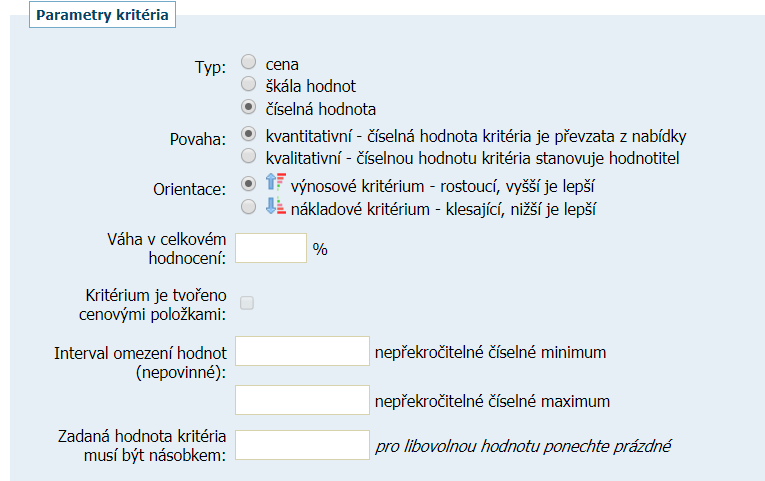 Parametry kritéria
Typ: cena
škála hodnot
číselná hodnota
Povaha: kvantitativní - číselná hodnota kritéria je převzata z nabídky
kvalitativní - číselnou hodnotu kritéria stanovuje hodnotitel
Orientace: výnosové kritérium - rostoucí, vyšší je lepší
nákladové kritérium - klesající, nižší je lepší
Váha v celkovém
hodnocení: %
Kritérium je tvořeno
cenovými položkami:
Interval omezení hodnot
(nepovinné): nepřekročitelné číselné minimum
nepřekročitelné číselné maximum
Zadaná hodnota kritéria
musí být násobkem: pro libovolnou hodnotu ponechte prázdné